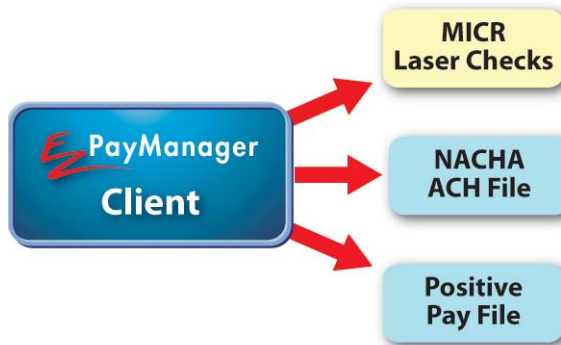 EZ PayManager
Client
MICR
Laser Checks
NACHA
ACH File
Positive
Pay File